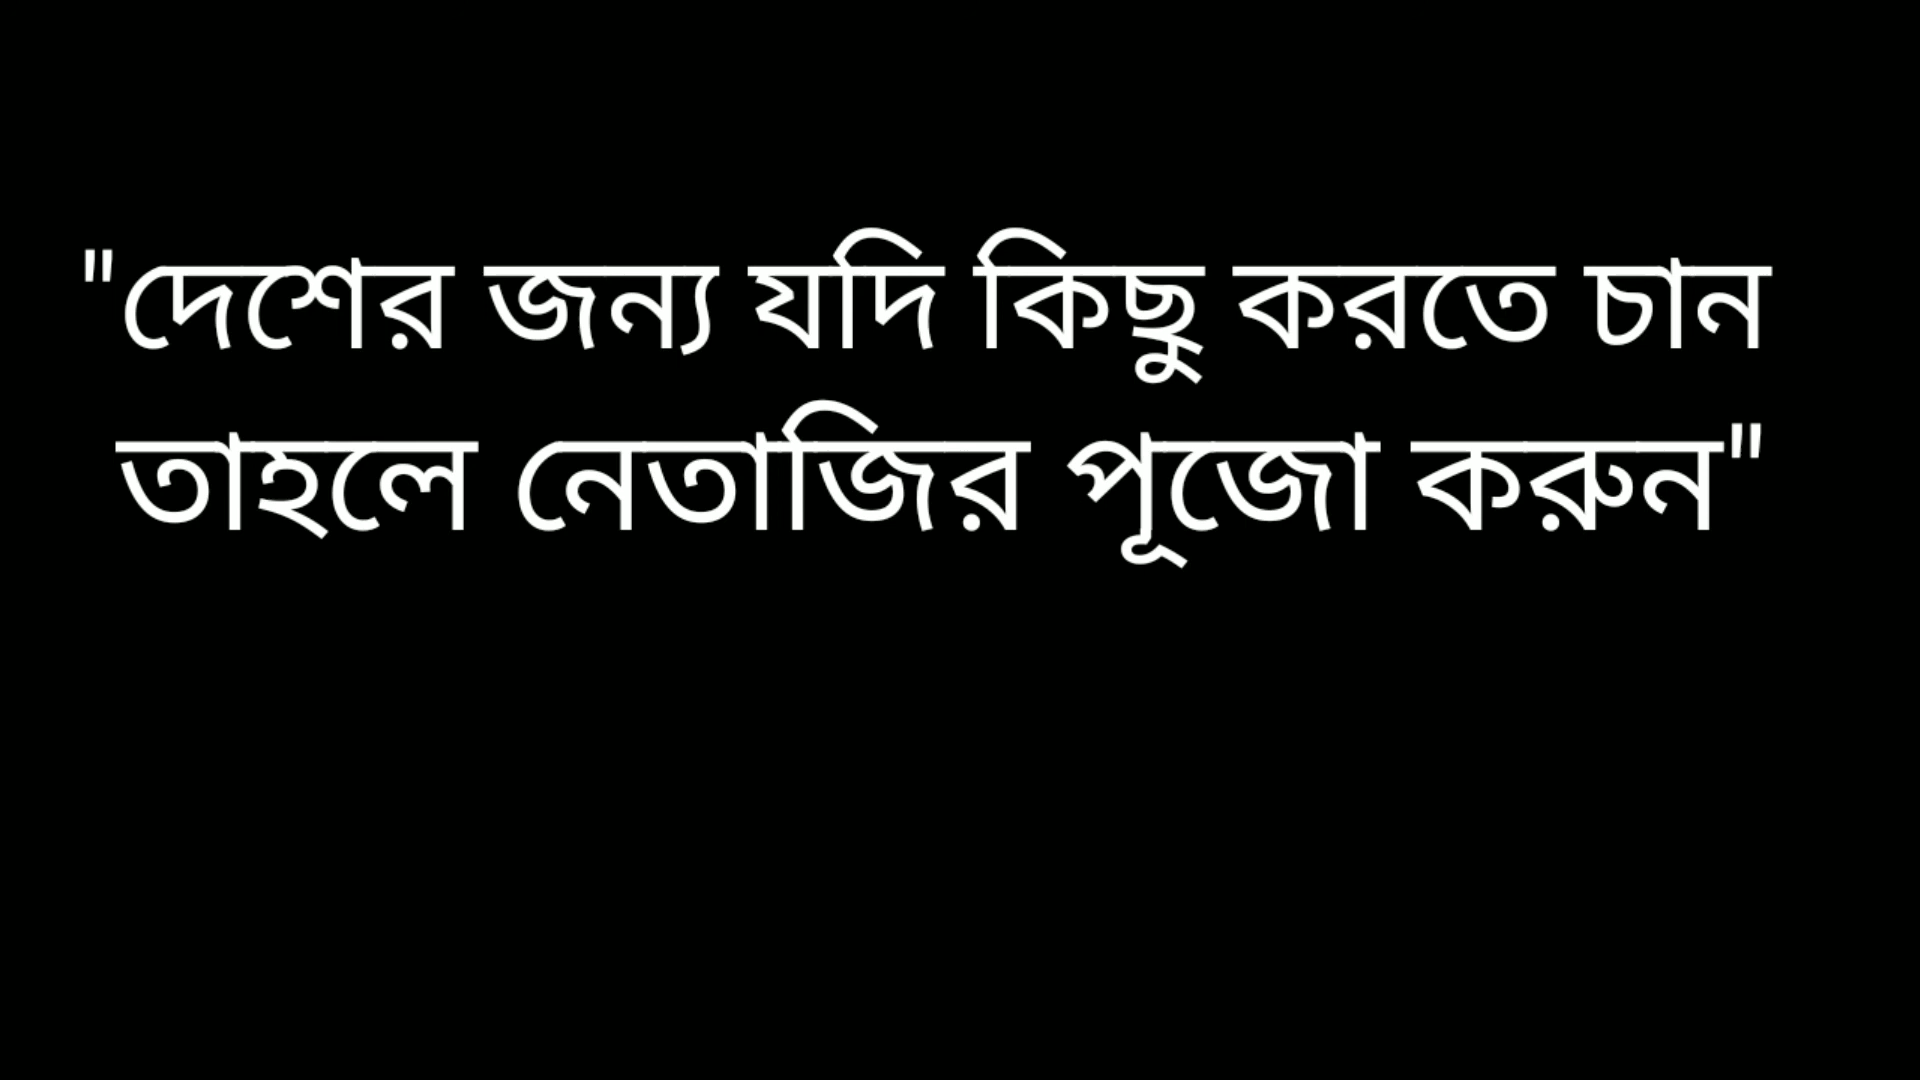 "দেশের জন্য যদি কিছু করতে চান
তাহলে নেতাজির পূজো করুন"